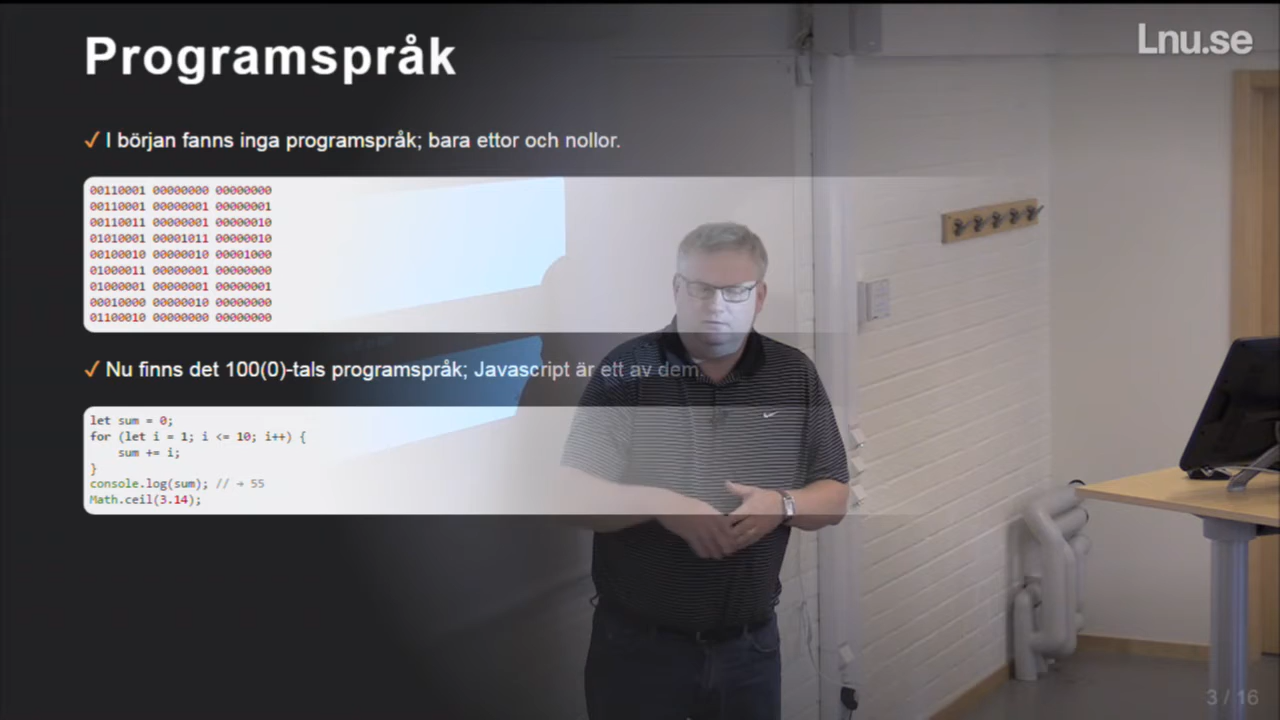 Lnu.se
Programspråk
✓ I början fanns inga programspråk; bara ettor och nollor.
00110001 00000000 00000000
00110001 00000001 00000001
00110011 00000001 00000010
01010001 00001011 00000010
00100010 00000010 00001000
01000011 00000001 00000000
01000001 00000001 00000001
00010000 00000010 00000000
01100010 00000000 00000000
✓ Nu finns det 100(0)-tals programspråk; Javascript är ett av dem.
let sum = 0;
for (let i = 1; i <= 10; i++) {
    sum += i;
}
console.log(sum); // → 55
Math.ceil(3.14);
3 / 16